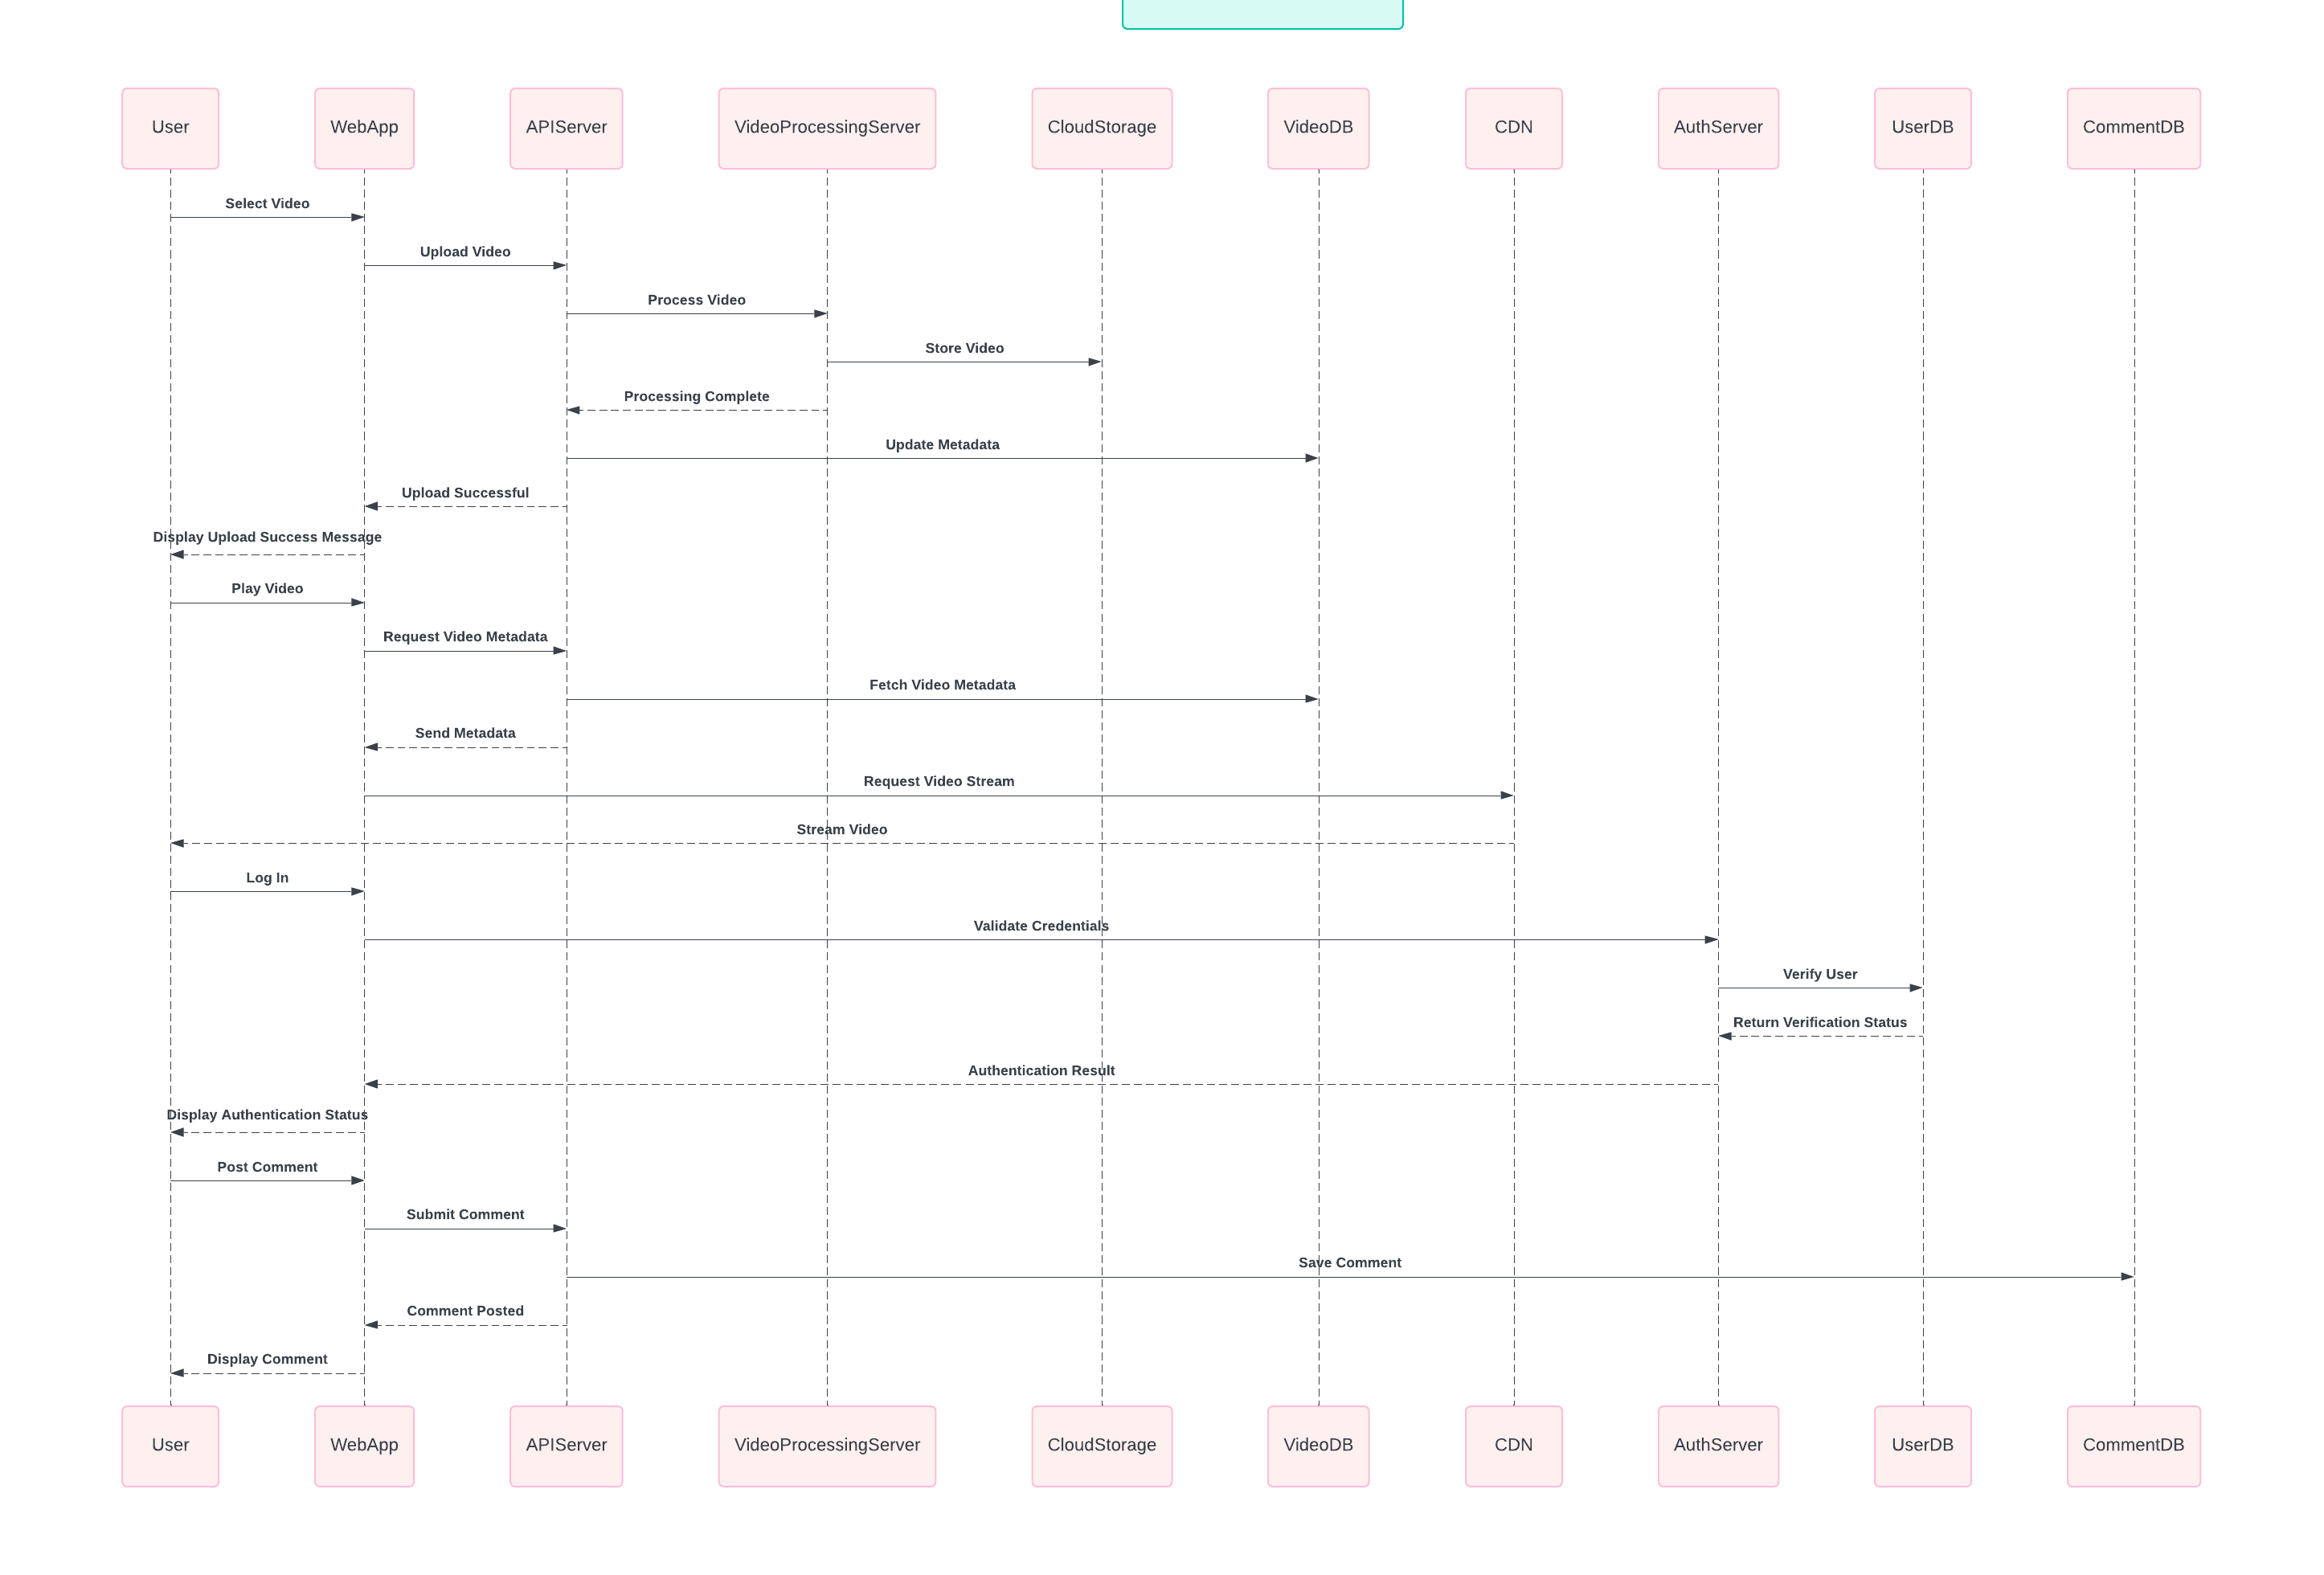 User
WebApp
APIServer
VideoProcessingServer
CloudStorage
VideoDB
CDN
AuthServer
UserDB
CommentDB
Select Video
Upload Video
Process Video
Store Video
Processing Complete
Update Metadata
Upload Successful
Display Upload Success Message
Play Video
Request Video Metadata
Fetch Video Metadata
Send Metadata
Request Video Stream
Stream Video
Log In
Validate Credentials
Verify User
Return Verification Status
Authentication Result
Display Authentication Status
Post Comment
Submit Comment
Save Comment
Comment Posted
Display Comment
User
WebApp
APIServer
VideoProcessingServer
CloudStorage
VideoDB
CDN
AuthServer
UserDB
CommentDB